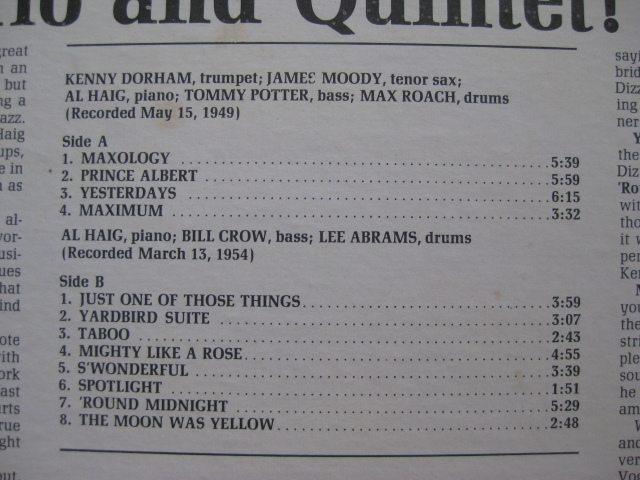 io and Quintet!
KENNY DORHAM, trumpet; JAMES MOODY, tenor sax;
AL HAIG, piano; TOMMY POTTER, bass; MAX ROACH, drums
(Recorded May 15, 1949)
Side A
1. MAXOLOGY 5:39
2. PRINCE ALBERT 5:59
3. YESTERDAYS 6:15
4. MAXIMUM 3:32
AL HAIG, piano; BILL CROW, bass; LEE ABRAMS, drums
(Recorded March 13, 1954)
Side B
1. JUST ONE OF THOSE THINGS 3:59
2. YARDBIRD SUITE 3:07
3. TABOO 2:43
4. MIGHTY LIKE A ROSE 4:55
5. S'WONDERFUL 3:39
6. SPOTLIGHT 1:51
7. 'ROUND MIDNIGHT 5:29
8. THE MOON WAS YELLOW 2:48